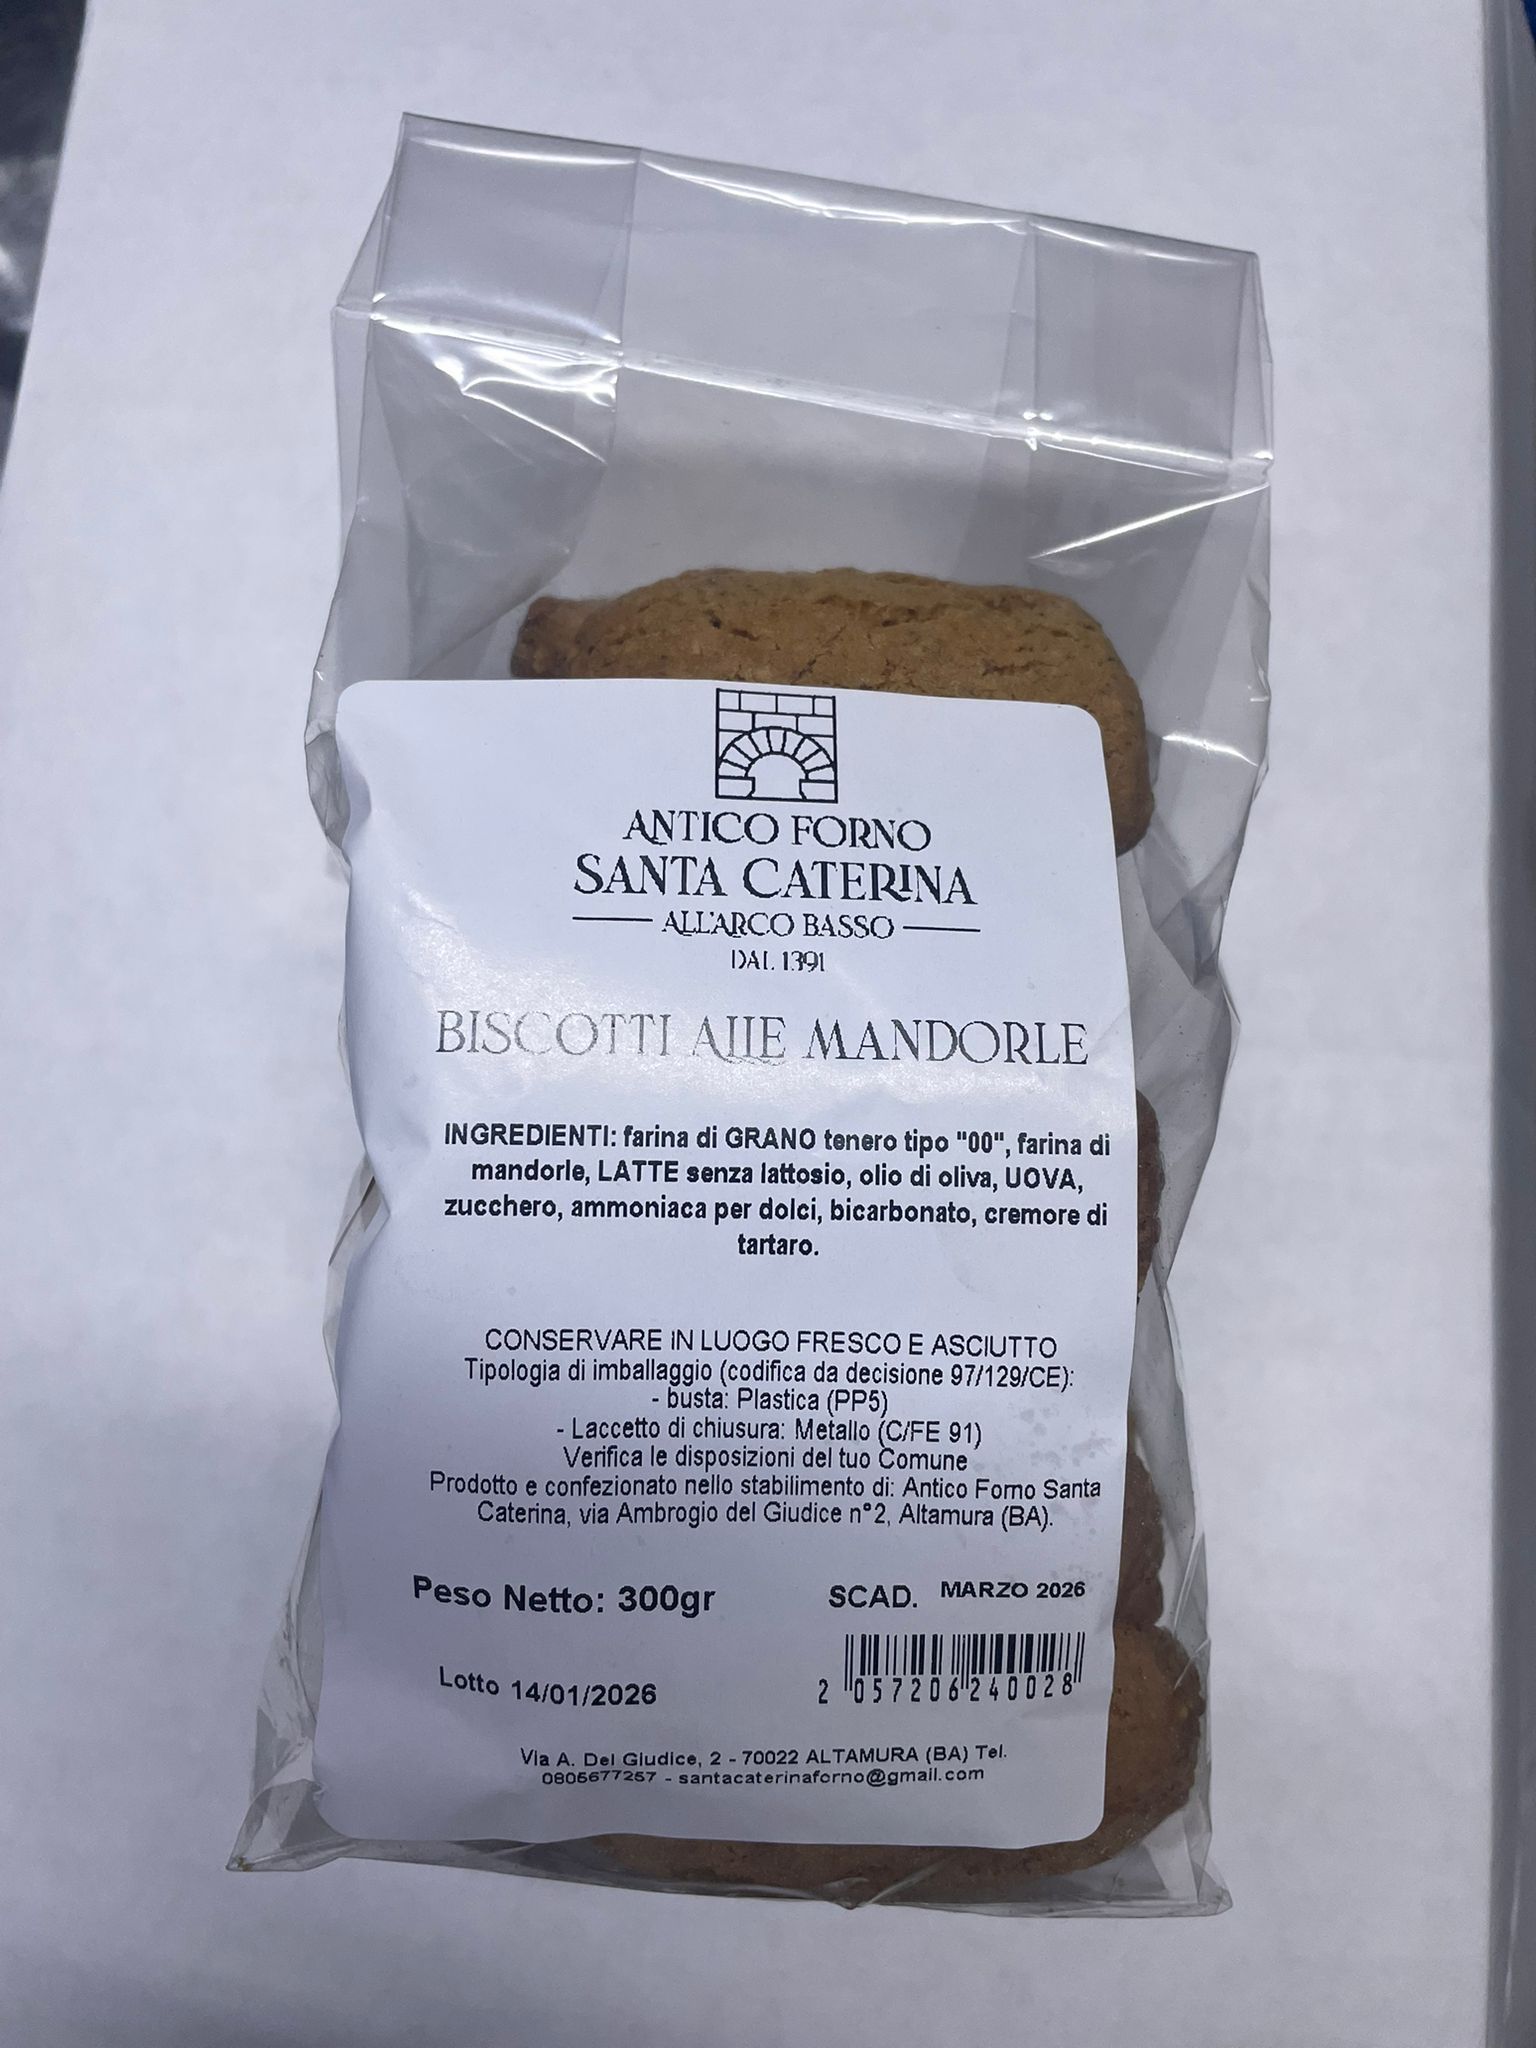 ANTICO FORNO
SANTA CATERINA
ALL'ARCO BASSO
DAL 1391
BISCOTTI ALLE MANDORLE
INGREDIENTI: farina di GRANO tenero tipo "00", farina di
mandorle, LATTE senza lattosio, olio di oliva, UOVA,
zucchero, ammoniaca per dolci, bicarbonato, cremore di
tartaro.
CONSERVARE IN LUOGO FRESCO E ASCIUTTO
Tipologia di imballaggio (codifica da decisione 97/129/CE):
- busta: Plastica (PP5)
- Laccetto di chiusura: Metallo (C/FE 91)
Verifica le disposizioni del tuo Comune
Prodotto e confezionato nello stabilimento di: Antico Forno Santa
Caterina, via Ambrogio del Giudice n°2, Altamura (BA).
Peso Netto: 300gr
SCAD. MARZO 2026
Lotto 14/01/2026
2 057206 240028
Via A. Del Giudice, 2 - 70022 ALTAMURA (BA) Tel.
0805677257 - santacaterinaforno@gmail.com